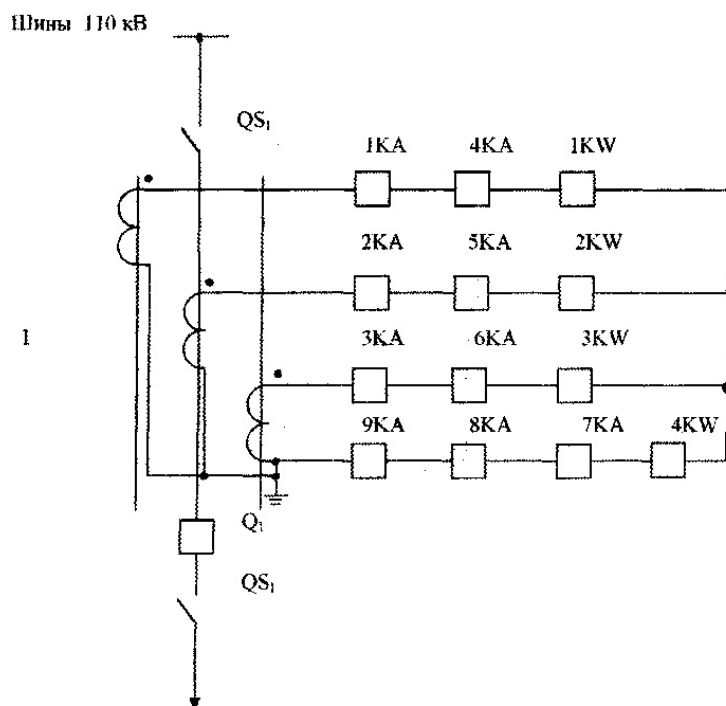 Шины 110 кВ
QS₁
1KA 4KA 1KW
2KA 5KA 2KW
1
3KA 6KA 3KW
9KA 8KA 7KA 4KW
Q₁
QS₁